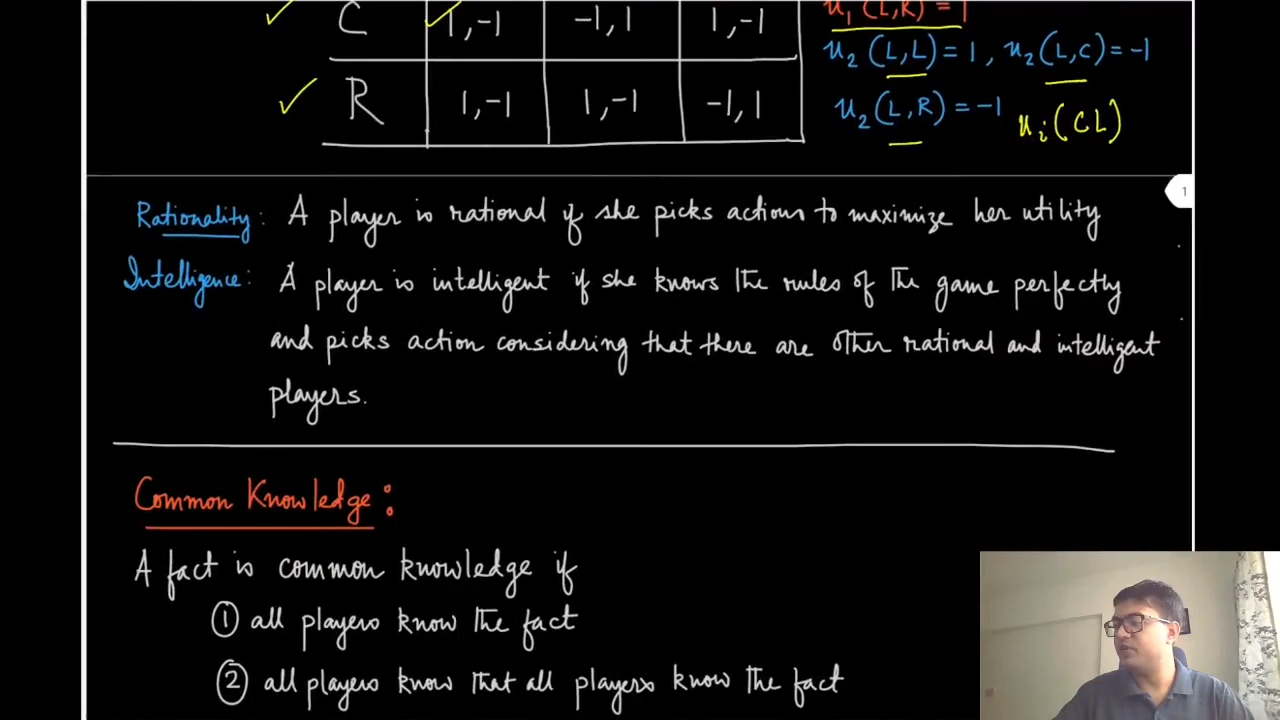 C 1,-1 -1,1 1,-1 u₁(L,R) = 1
u₂(L,L) = 1, u₂(L,C) = -1
R 1,-1 1,-1 -1,1 u₂(L,R) = -1 uᵢ(CL)
1
Rationality: A player is rational if she picks actions to maximize her utility
Intelligence: A player is intelligent if she knows the rules of the game perfectly
and picks action considering that there are other rational and intelligent
players.
Common Knowledge:
A fact is common knowledge if
① all players know the fact
② all players know that all players know the fact